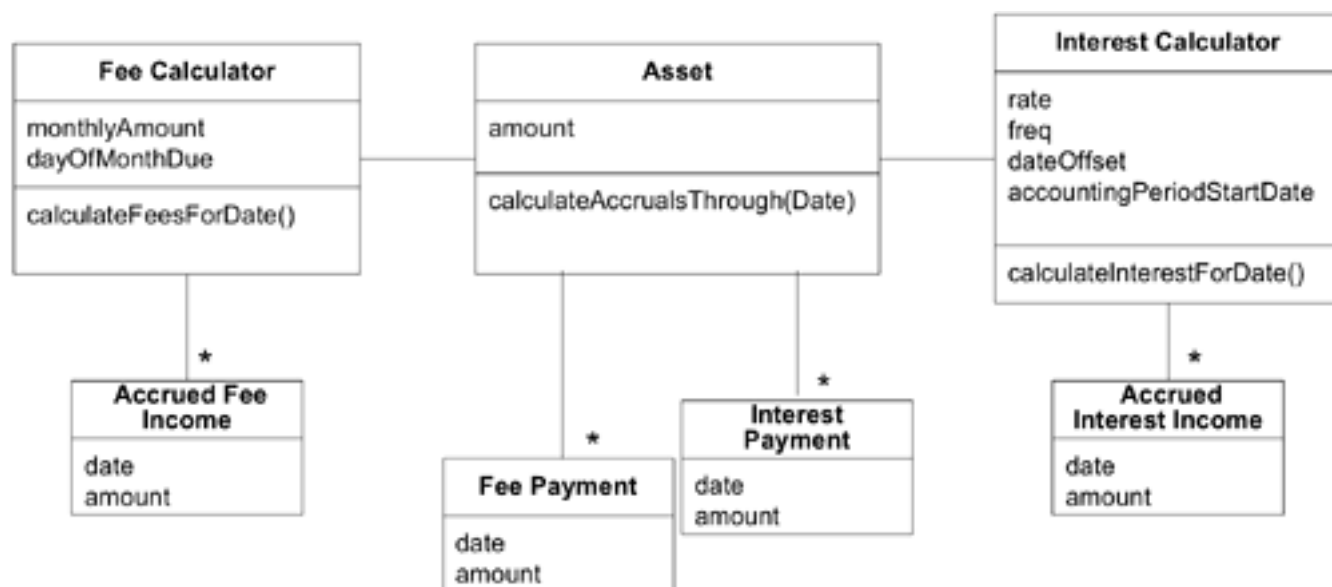 Fee Calculator
monthlyAmount
dayOfMonthDue
calculateFeesForDate()
Asset
amount
calculateAccrualsThrough(Date)
Interest Calculator
rate
freq
dateOffset
accountingPeriodStartDate
calculateInterestForDate()
*
Accrued Fee
Income
date
amount
*
Fee Payment
date
amount
*
Interest
Payment
date
amount
*
Accrued
Interest Income
date
amount